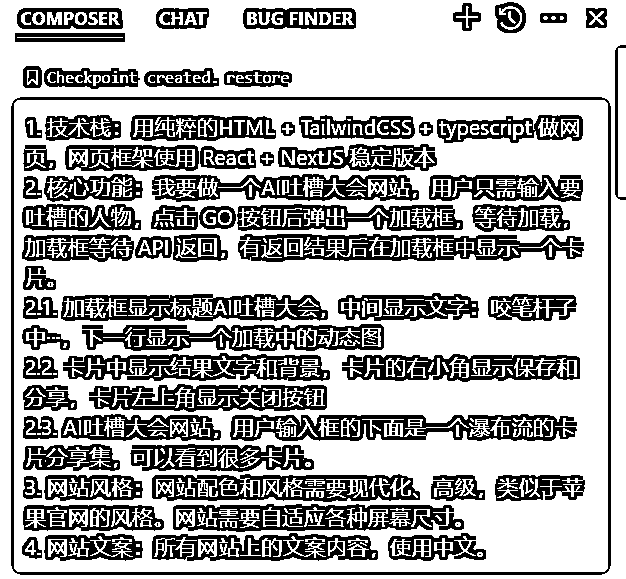 COMPOSER CHAT BUG FINDER
Checkpoint created. restore
1. 技术栈：用纯粹的HTML + TailwindCSS + typescript 做网
页，网页框架使用 React + NextJS 稳定版本
2. 核心功能：我要做一个AI吐槽大会网站，用户只需输入要
吐槽的人物，点击 GO 按钮后弹出一个加载框，等待加载，
加载框等待 API 返回，有返回结果后在加载框中显示一个卡
片。
2.1. 加载框显示标题AI吐槽大会，中间显示文字：咬笔杆子
中...，下一行显示一个加载中的动态图
2.2. 卡片中显示结果文字和背景，卡片的右小角显示保存和
分享，卡片左上角显示关闭按钮
2.3. AI吐槽大会网站，用户输入框的下面是一个瀑布流的卡
片分享集，可以看到很多卡片。
3. 网站风格：网站配色和风格需要现代化、高级，类似于苹
果官网的风格。网站需要自适应各种屏幕尺寸。
4. 网站文案：所有网站上的文案内容，使用中文。